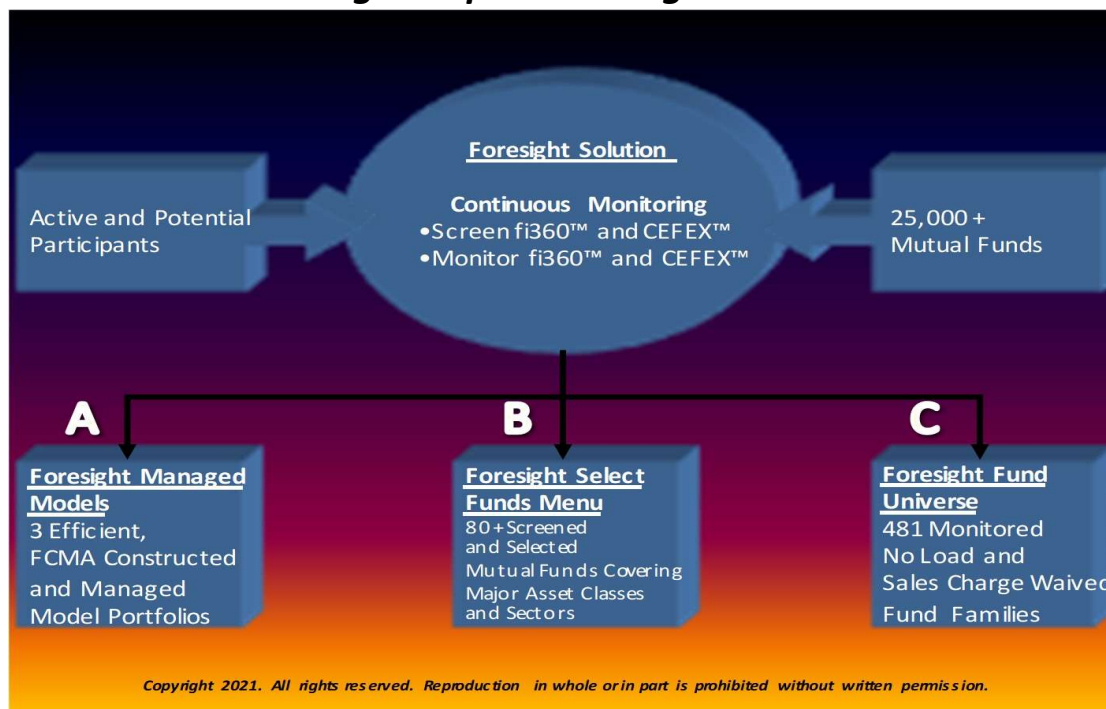 Foresight Solution
Continuous Monitoring
•Screen fi360™ and CEFEX™
•Monitor fi360™ and CEFEX™
Active and Potential
Participants
25,000 +
Mutual Funds
A
B
C
Foresight Managed
Models
3 Efficient,
FCMA Constructed
and Managed
Model Portfolios
Foresight Select
Funds Menu
80+Screened
and Selected
Mutual Funds Covering
Major Asset Classes
and Sectors
Foresight Fund
Universe
481 Monitored
No Load and
Sales Charge Waived
Fund Families
Copyright 2021. All rights reserved. Reproduction in whole or in part is prohibited without written permission.